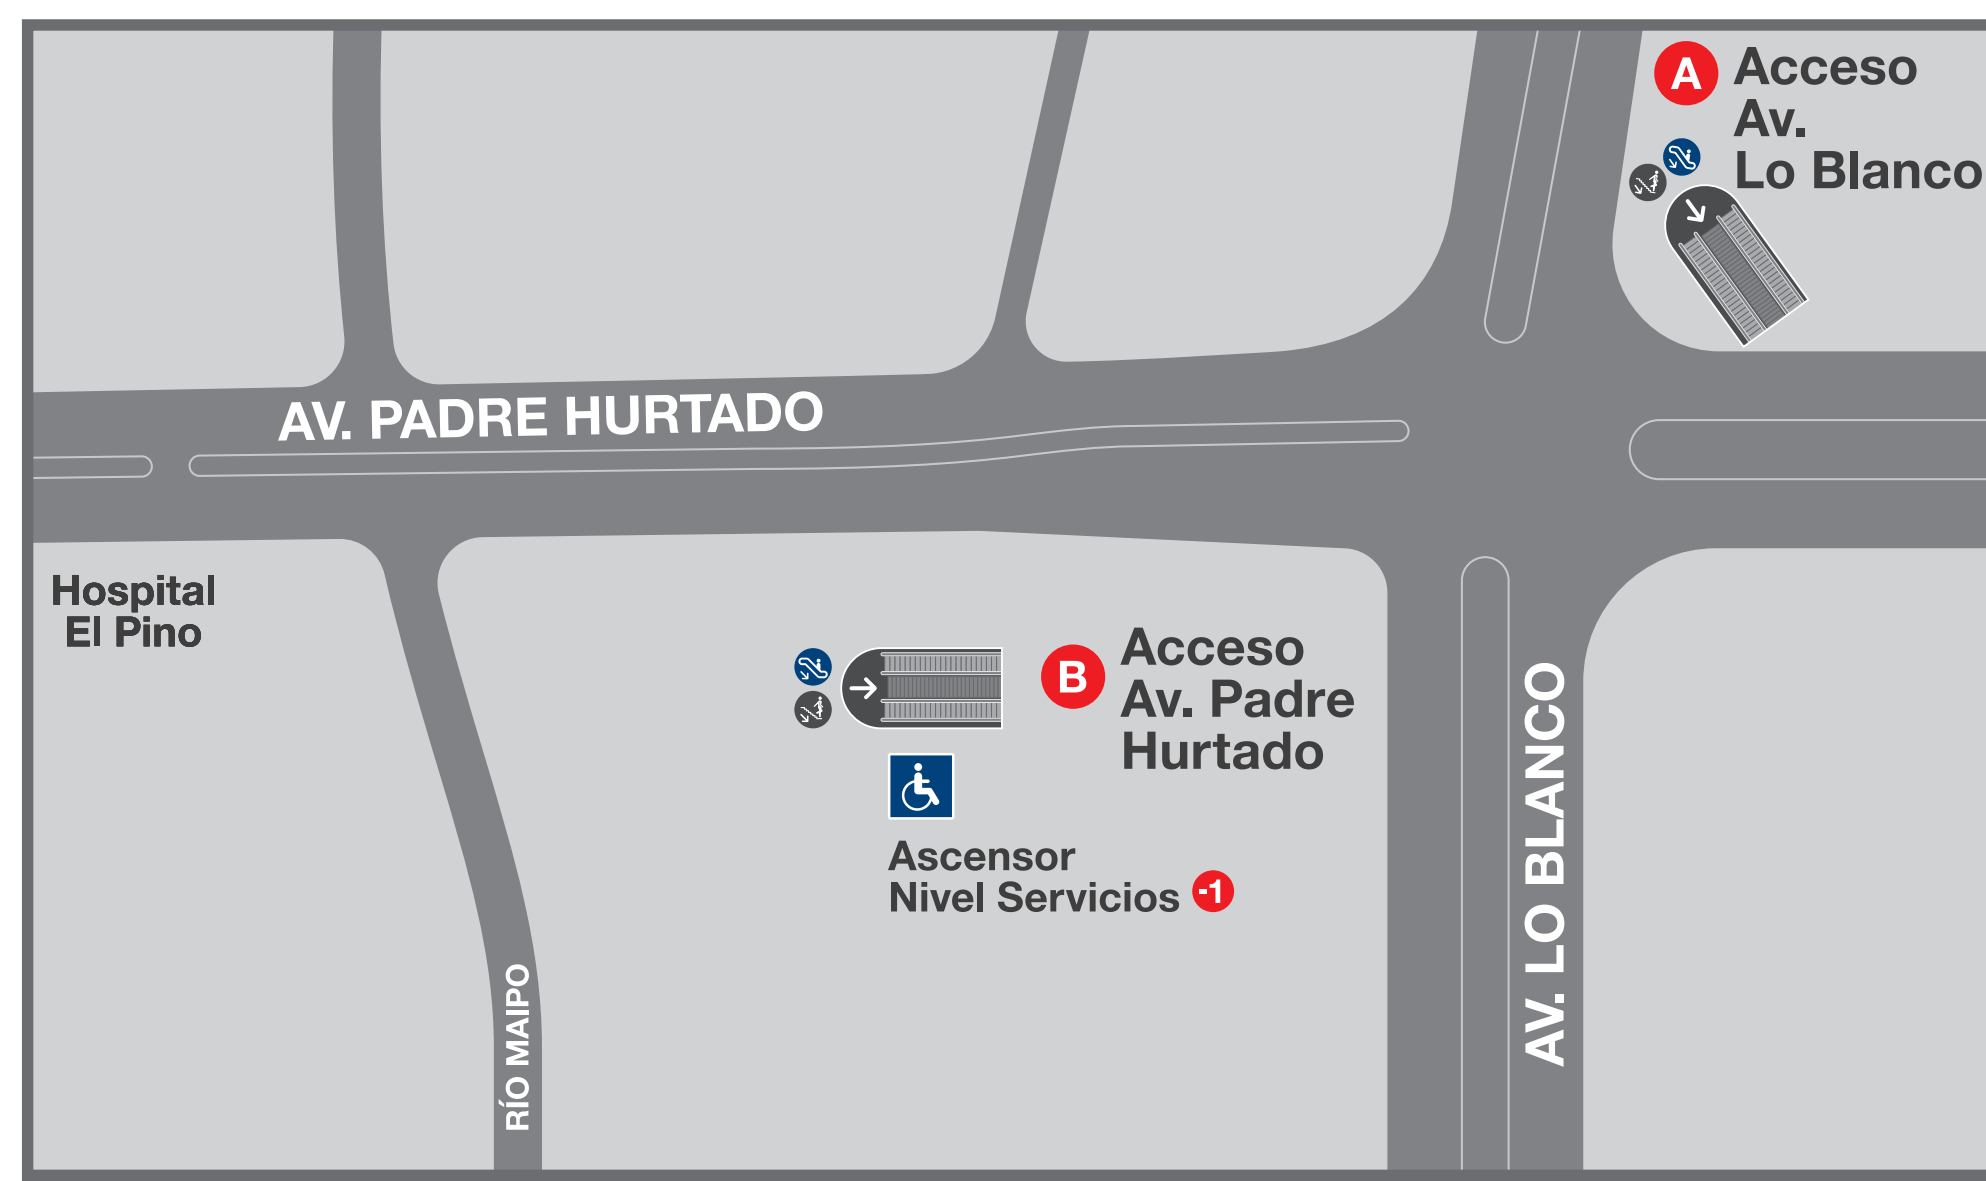 A
Acceso
Av.
Lo Blanco
AV. PADRE HURTADO
Hospital
El Pino
B
Acceso
Av. Padre
Hurtado
Ascensor
Nivel Servicios -1
AV. LO BLANCO
RÍO MAIPO